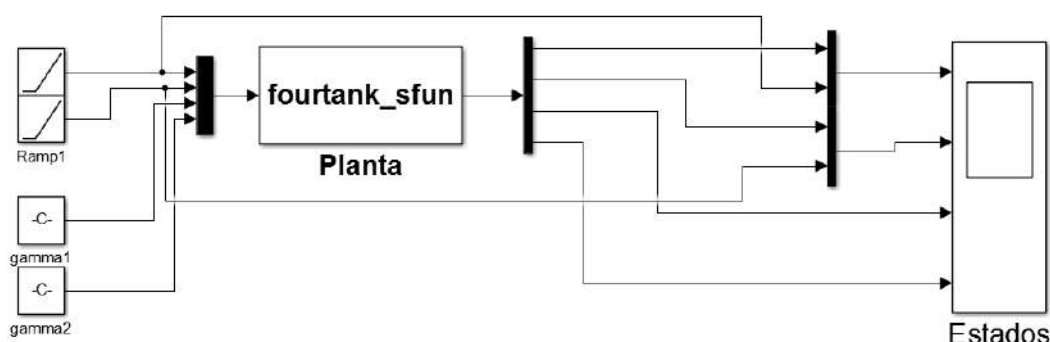 fourtank_sfun
Planta
Ramp1
-C-
gamma1
-C-
gamma2
Estados